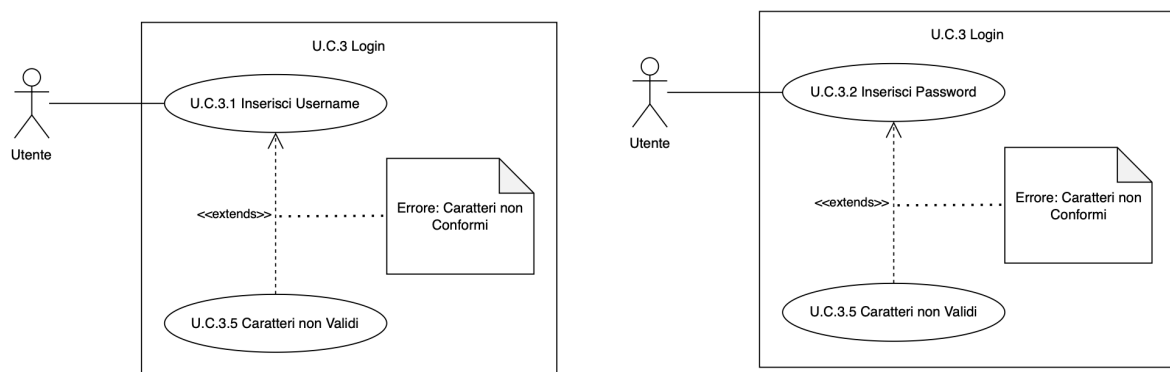 U.C.3 Login
U.C.3.1 Inserisci Username
Utente
<<extends>>
Errore: Caratteri non
Conformi
U.C.3.5 Caratteri non Validi
U.C.3 Login
U.C.3.2 Inserisci Password
Utente
<<extends>>
Errore: Caratteri non
Conformi
U.C.3.5 Caratteri non Validi